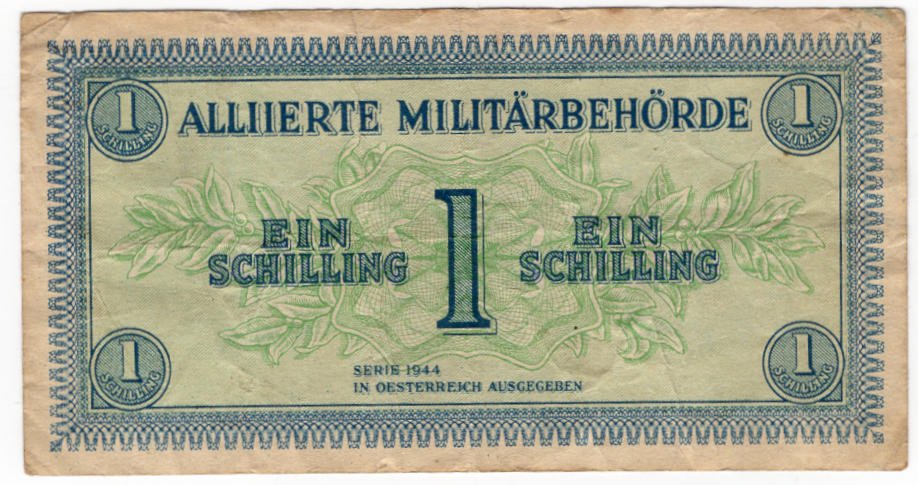 1
SCHILLING
ALLIIERTE MILITÄRBEHÖRDE
1
SCHILLING
EIN
SCHILLING
1
EIN
SCHILLING
SERIE 1944
IN OESTERREICH AUSGEGEBEN
1
SCHILLING
1
SCHILLING